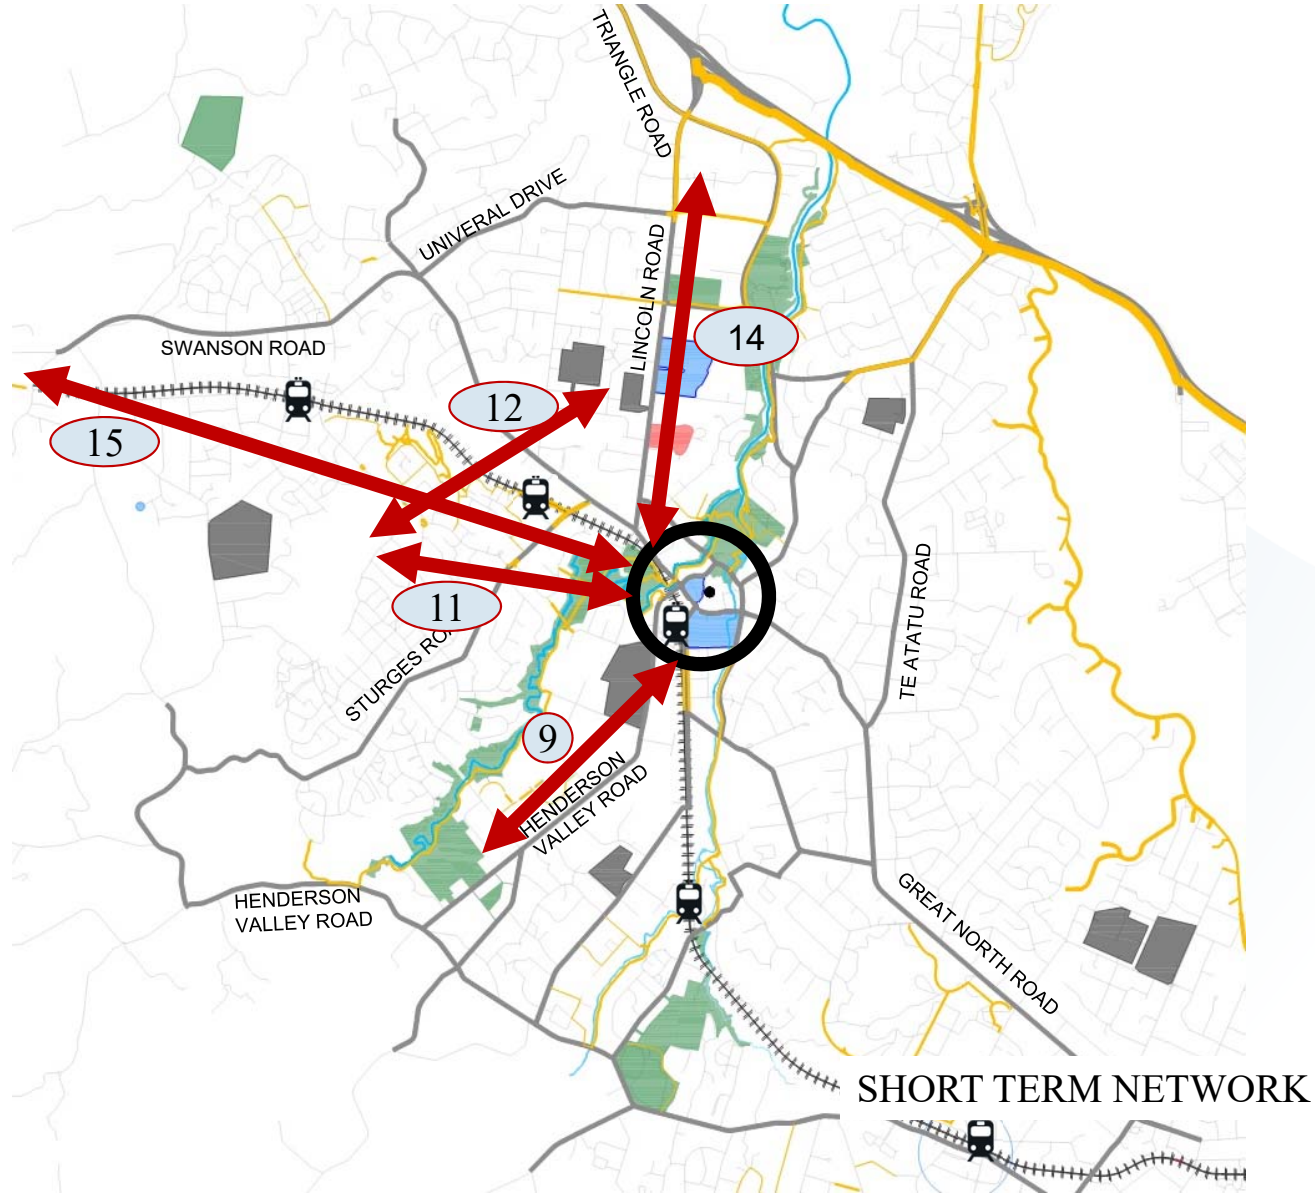 TRIANGLE ROAD
UNIVERAL DRIVE
LINCOLN ROAD
14
SWANSON ROAD
12
15
11
STURGES RO
TE ATATU ROAD
9
HENDERSON
VALLEY ROAD
HENDERSON
VALLEY ROAD
GREAT NORTH ROAD
SHORT TERM NETWORK